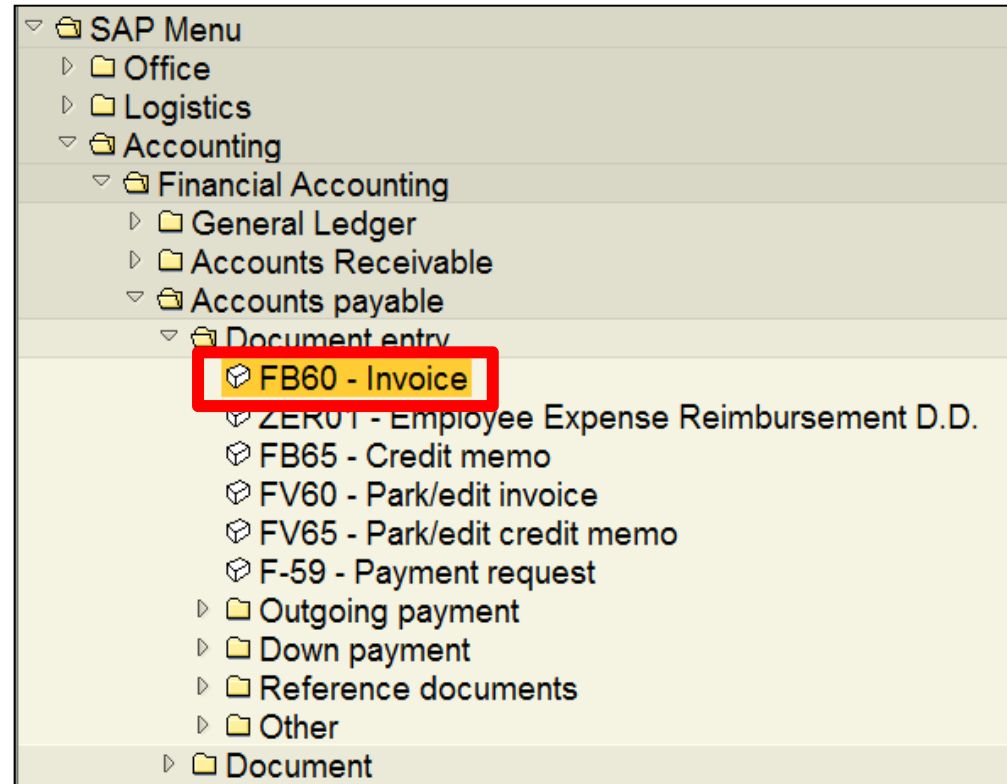 SAP Menu
Office
Logistics
Accounting
Financial Accounting
General Ledger
Accounts Receivable
Accounts payable
Document entry
FB60 - Invoice
ZER01 - Employee Expense Reimbursement D.D.
FB65 - Credit memo
FV60 - Park/edit invoice
FV65 - Park/edit credit memo
F-59 - Payment request
Outgoing payment
Down payment
Reference documents
Other
Document